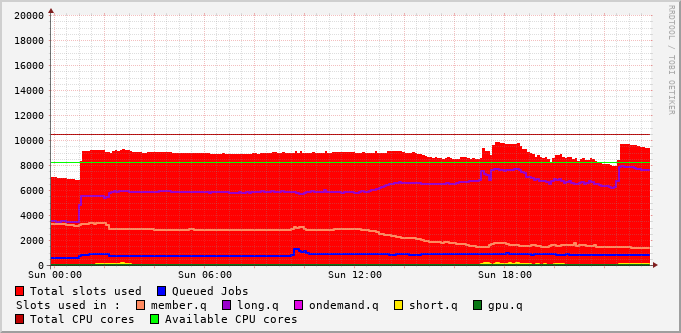 20000
18000
16000
14000
12000
10000
8000
6000
4000
2000
0
Sun 00:00 Sun 06:00 Sun 12:00 Sun 18:00
RRDTOOL / TOBI OETIKER
Total slots used Queued Jobs
Slots used in : member.q long.q ondemand.q short.q gpu.q
Total CPU cores Available CPU cores